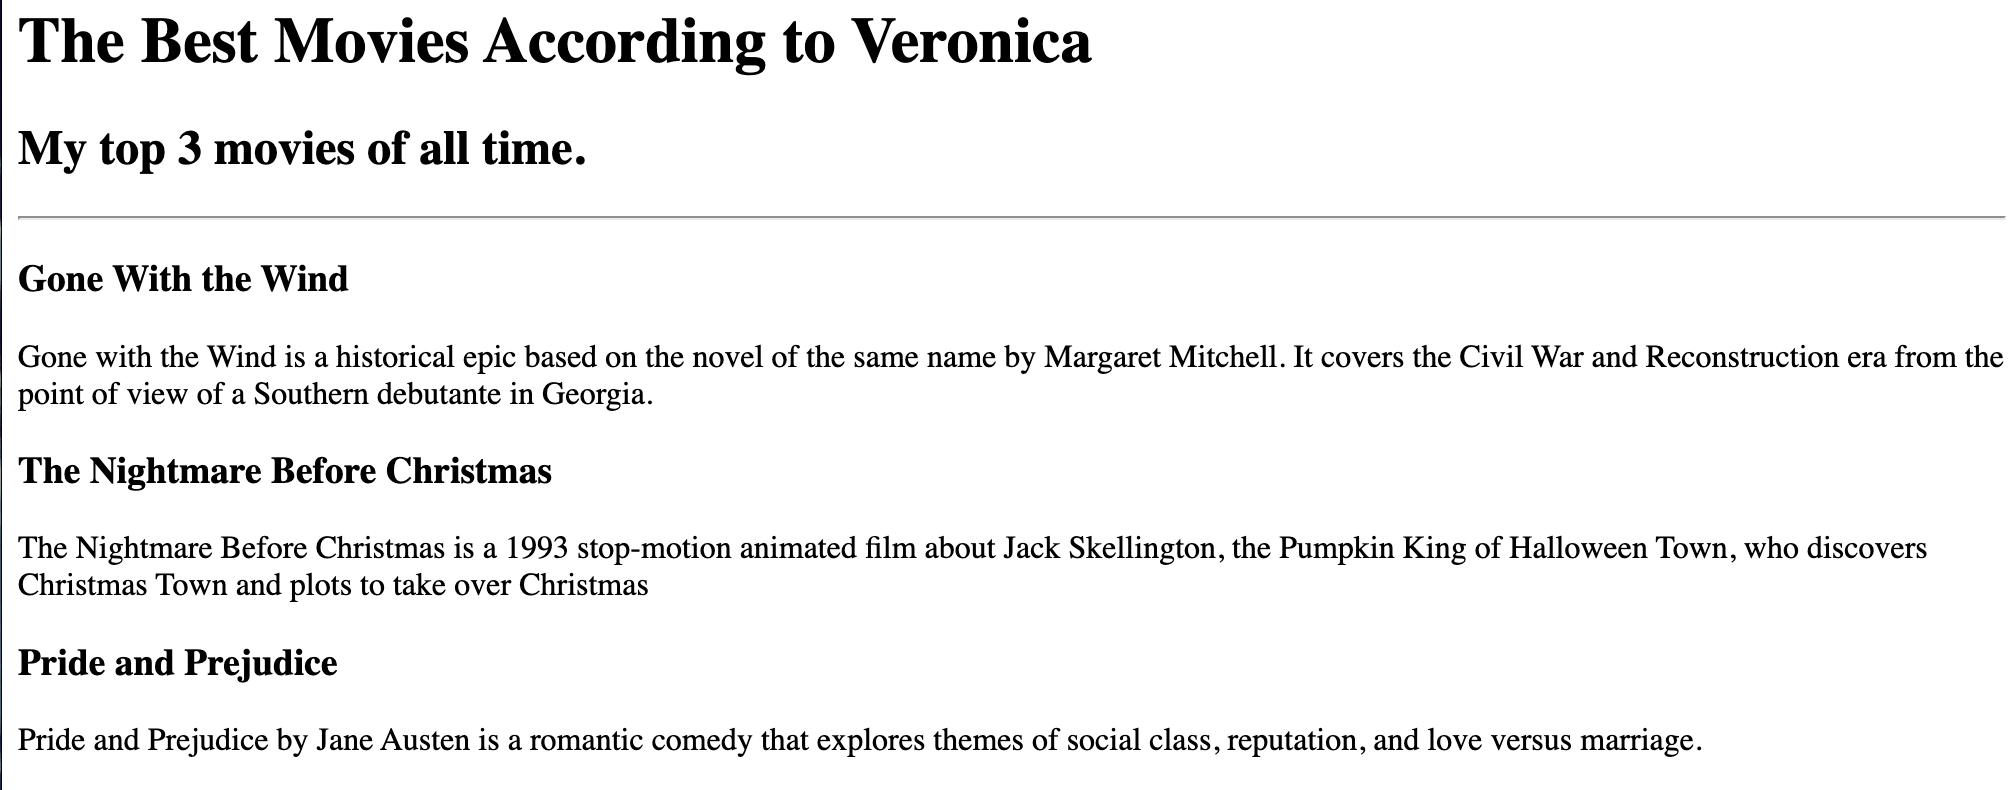 The Best Movies According to Veronica
My top 3 movies of all time.
Gone With the Wind
Gone with the Wind is a historical epic based on the novel of the same name by Margaret Mitchell. It covers the Civil War and Reconstruction era from the
point of view of a Southern debutante in Georgia.
The Nightmare Before Christmas
The Nightmare Before Christmas is a 1993 stop-motion animated film about Jack Skellington, the Pumpkin King of Halloween Town, who discovers
Christmas Town and plots to take over Christmas
Pride and Prejudice
Pride and Prejudice by Jane Austen is a romantic comedy that explores themes of social class, reputation, and love versus marriage.